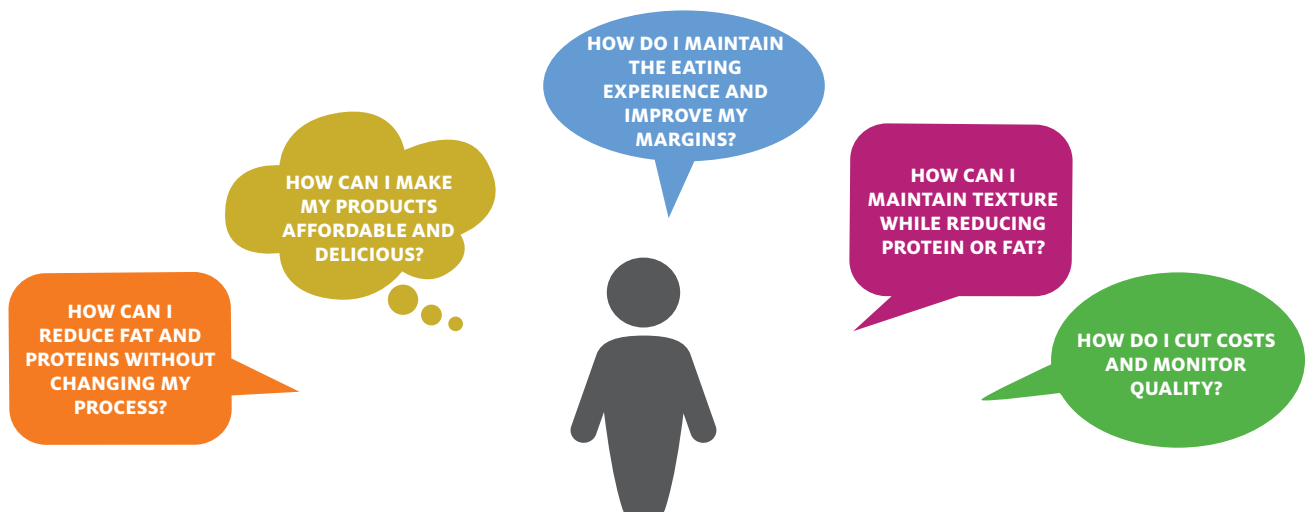 HOW CAN I
REDUCE FAT AND
PROTEINS WITHOUT
CHANGING MY
PROCESS?
HOW CAN I MAKE
MY PRODUCTS
AFFORDABLE AND
DELICIOUS?
HOW DO I MAINTAIN
THE EATING
EXPERIENCE AND
IMPROVE MY
MARGINS?
HOW CAN I
MAINTAIN TEXTURE
WHILE REDUCING
PROTEIN OR FAT?
HOW DO I CUT COSTS
AND MONITOR
QUALITY?